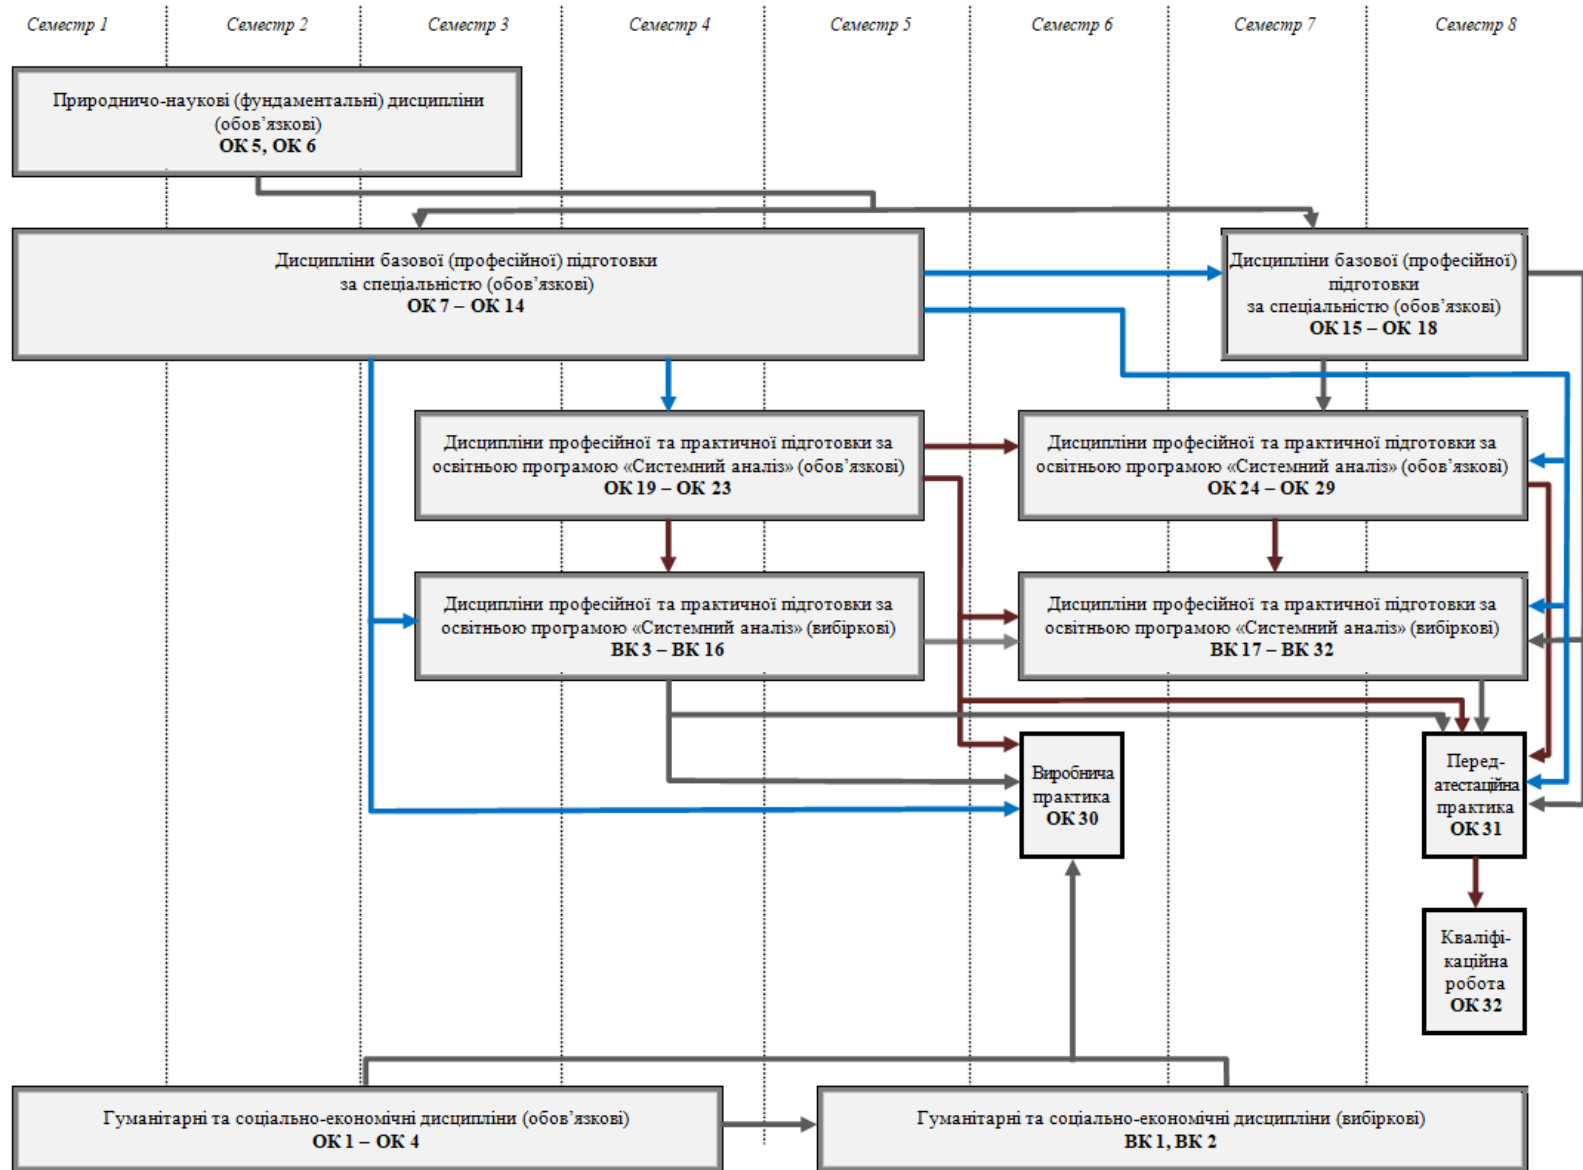 Семестр 1
Семестр 2
Семестр 3
Семестр 4
Семестр 5
Семестр 6
Семестр 7
Семестр 8
Природничо-наукові (фундаментальні) дисципліни
(обов’язкові)
ОК 5, ОК 6
Дисципліни базової (професійної) підготовки
за спеціальністю (обов’язкові)
ОК 7 – ОК 14
Дисципліни базової (професійної)
підготовки
за спеціальністю (обов’язкові)
ОК 15 – ОК 18
Дисципліни професійної та практичної підготовки за
освітньою програмою «Системний аналіз» (обов’язкові)
ОК 19 – ОК 23
Дисципліни професійної та практичної підготовки за
освітньою програмою «Системний аналіз» (обов’язкові)
ОК 24 – ОК 29
Дисципліни професійної та практичної підготовки за
освітньою програмою «Системний аналіз» (вибіркові)
ВК 3 – ВК 16
Дисципліни професійної та практичної підготовки за
освітньою програмою «Системний аналіз» (вибіркові)
ВК 17 – ВК 32
Виробнича
практика
ОК 30
Перед-
атестаційна
практика
ОК 31
Кваліфі-
каційна
робота
ОК 32
Гуманітарні та соціально-економічні дисципліни (обов’язкові)
ОК 1 – ОК 4
Гуманітарні та соціально-економічні дисципліни (вибіркові)
ВК 1, ВК 2